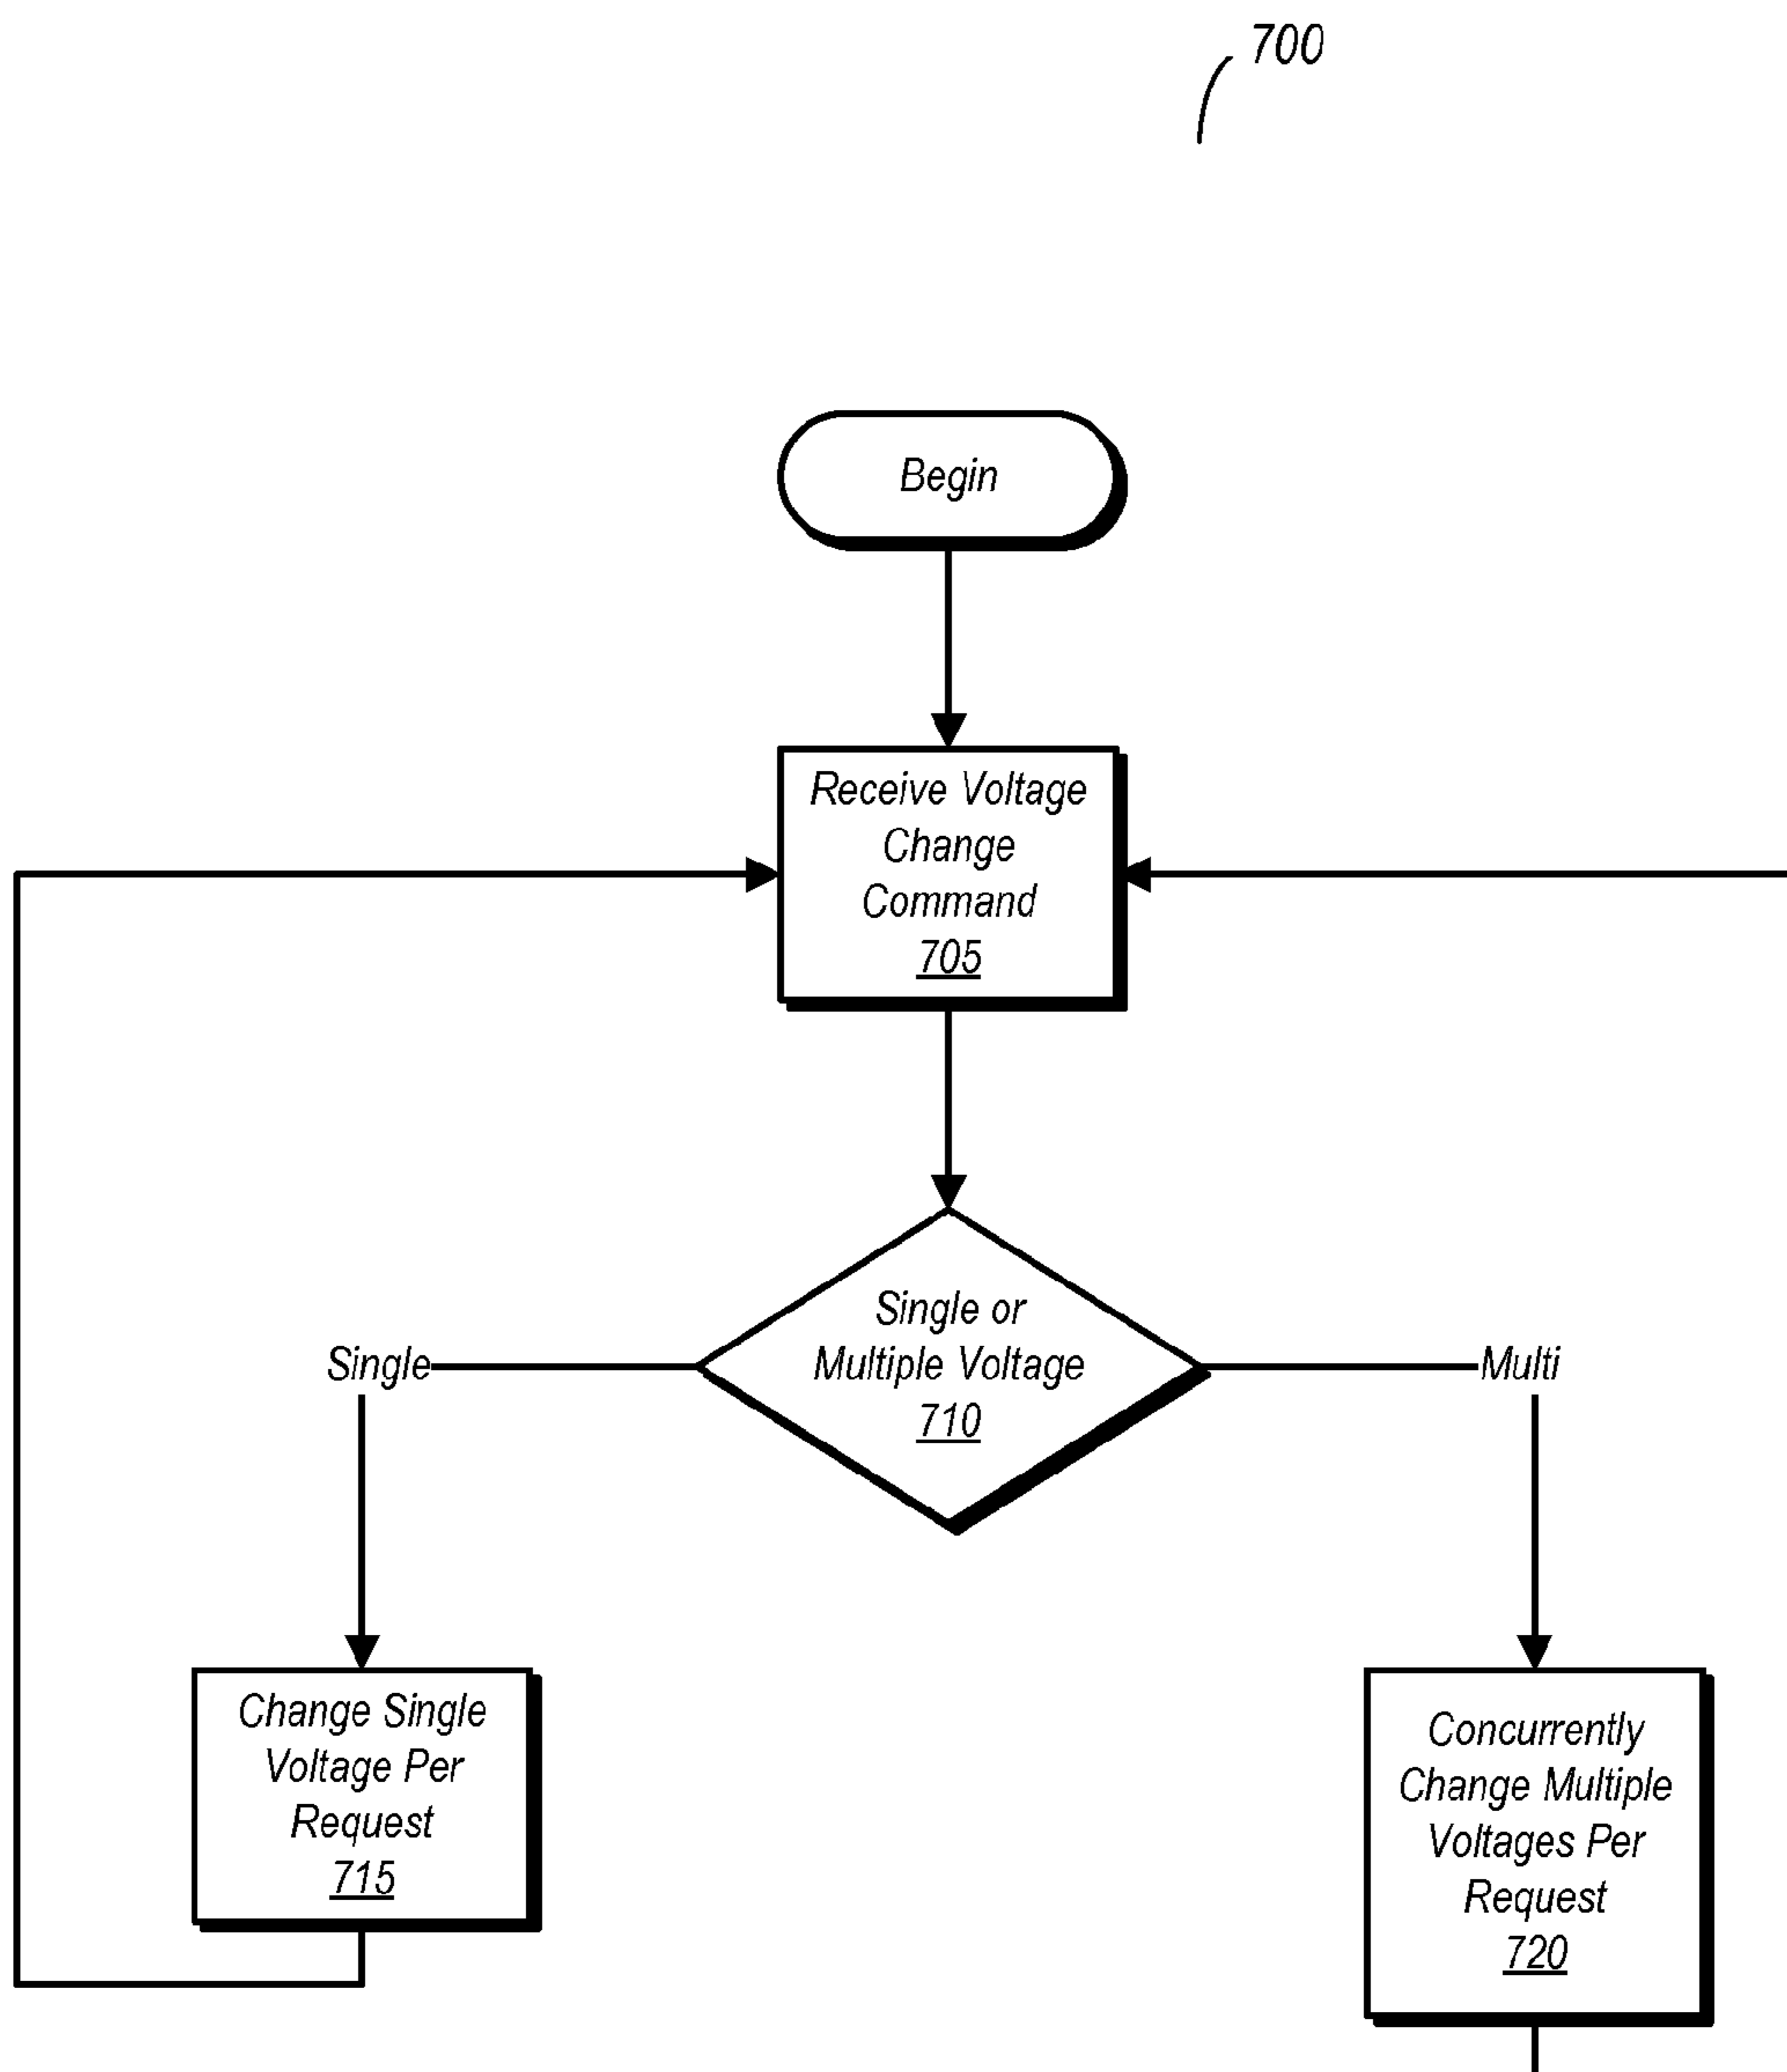 700
Begin
Receive Voltage
Change
Command
705
Single or
Multiple Voltage
710
Single
Multi
Change Single
Voltage Per
Request
715
Concurrently
Change Multiple
Voltages Per
Request
720